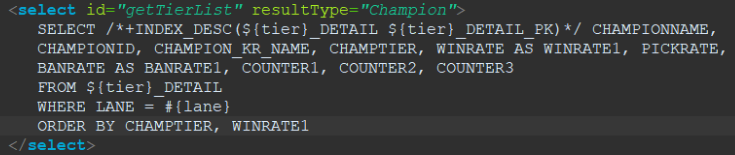 <select id="getTierList" resultType="Champion">
SELECT /*+INDEX_DESC(${tier}_DETAIL ${tier}_DETAIL_PK)*/ CHAMPIONNAME,
CHAMPIONID, CHAMPION_KR_NAME, CHAMPTIER, WINRATE AS WINRATE1, PICKRATE,
BANRATE AS BANRATE1, COUNTER1, COUNTER2, COUNTER3
FROM ${tier}_DETAIL
WHERE LANE = #{lane}
ORDER BY CHAMPTIER, WINRATE1
</select>